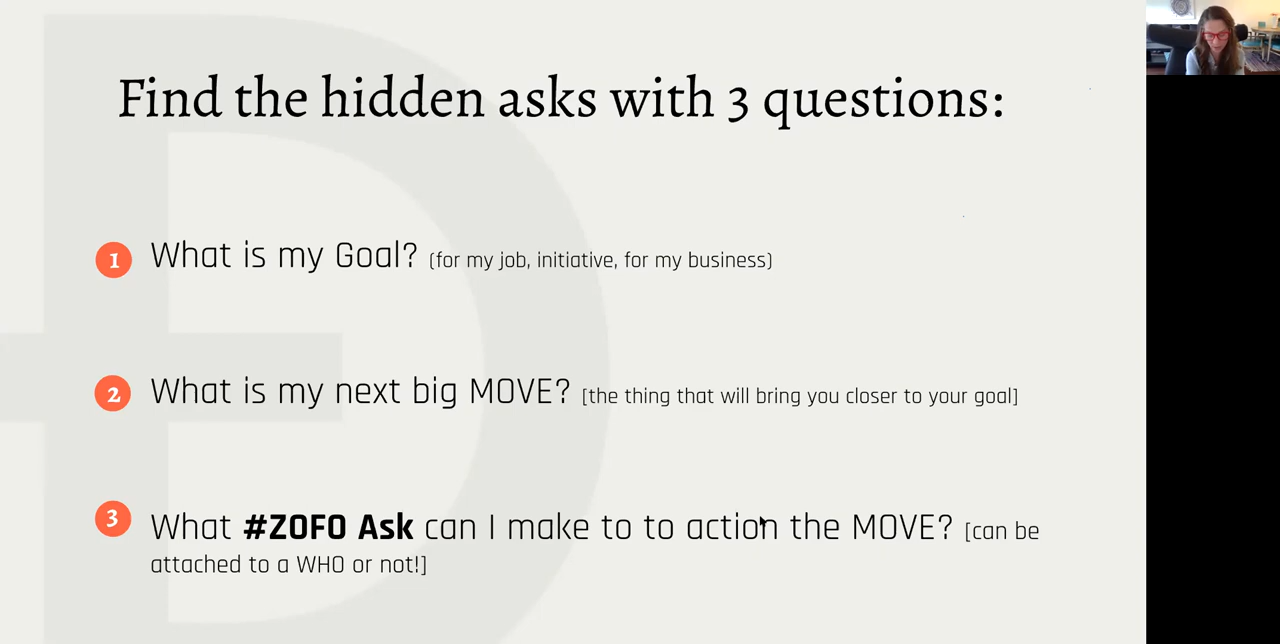 Find the hidden asks with 3 questions:
1 What is my Goal? (for my job, initiative, for my business)
2 What is my next big MOVE? [the thing that will bring you closer to your goal]
3 What #ZOFO Ask can I make to to action the MOVE? [can be
attached to a WHO or not!]